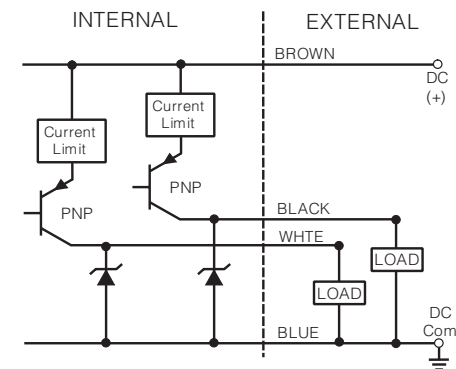 INTERNAL
EXTERNAL
BROWN
DC
(+)
Current
Limit
Current
Limit
PNP
PNP
BLACK
WHTE
LOAD
LOAD
DC
Com
BLUE